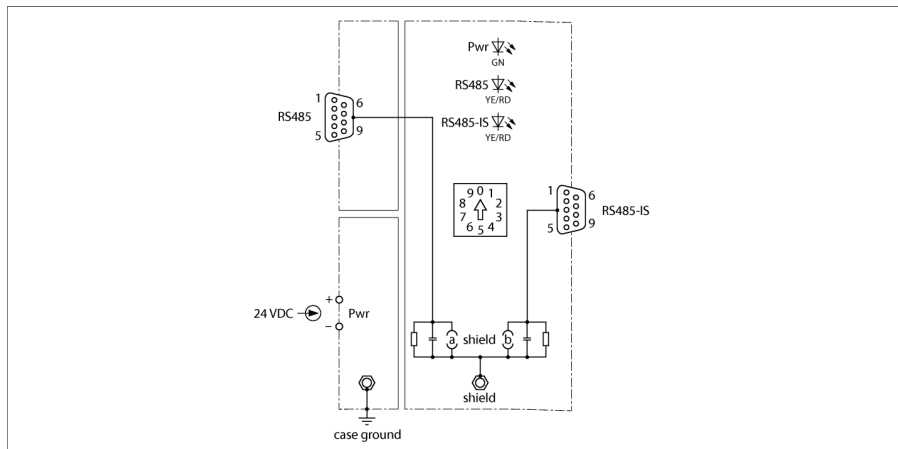 Pwr
GN
RS485
YE/RD
RS485-IS
YE/RD
RS485
1
6
5
9
9 0 1
8 2
7 3
6 5 4
1
6
5
9
RS485-IS
24 VDC
+
–
Pwr
a shield b
shield
case ground